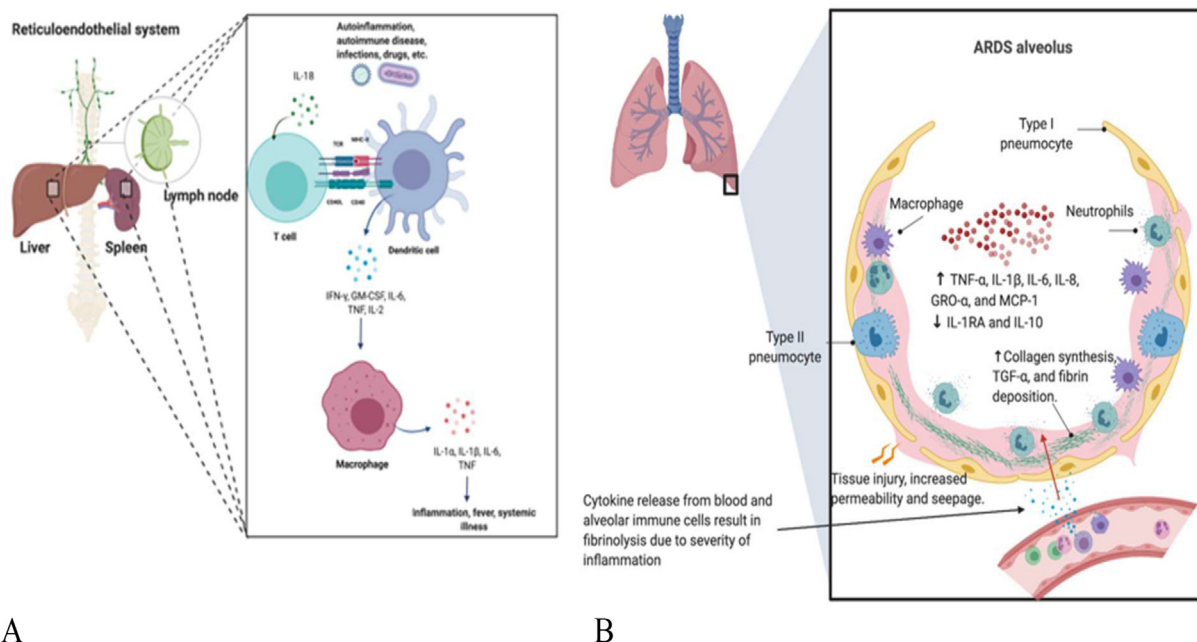 Reticuloendothelial system
Lymph node
Liver
Spleen
Autoinflammation,
autoimmune disease,
infections, drugs, etc.
IL-18
TCR
MHC-II
CD40L
CD40
T cell
Dendritic cell
IFN-γ, GM-CSF, IL-6,
TNF, IL-2
Macrophage
IL-1α, IL-1β, IL-6,
TNF
Inflammation, fever, systemic
illness
A
ARDS alveolus
Type I
pneumocyte
Macrophage
Neutrophils
↑ TNF-α, IL-1β, IL-6, IL-8,
GRO-α, and MCP-1
↓ IL-1RA and IL-10
Type II
pneumocyte
↑Collagen synthesis,
TGF-α, and fibrin
deposition.
Tissue injury, increased
permeability and seepage.
Cytokine release from blood and
alveolar immune cells result in
fibrinolysis due to severity of
inflammation
B